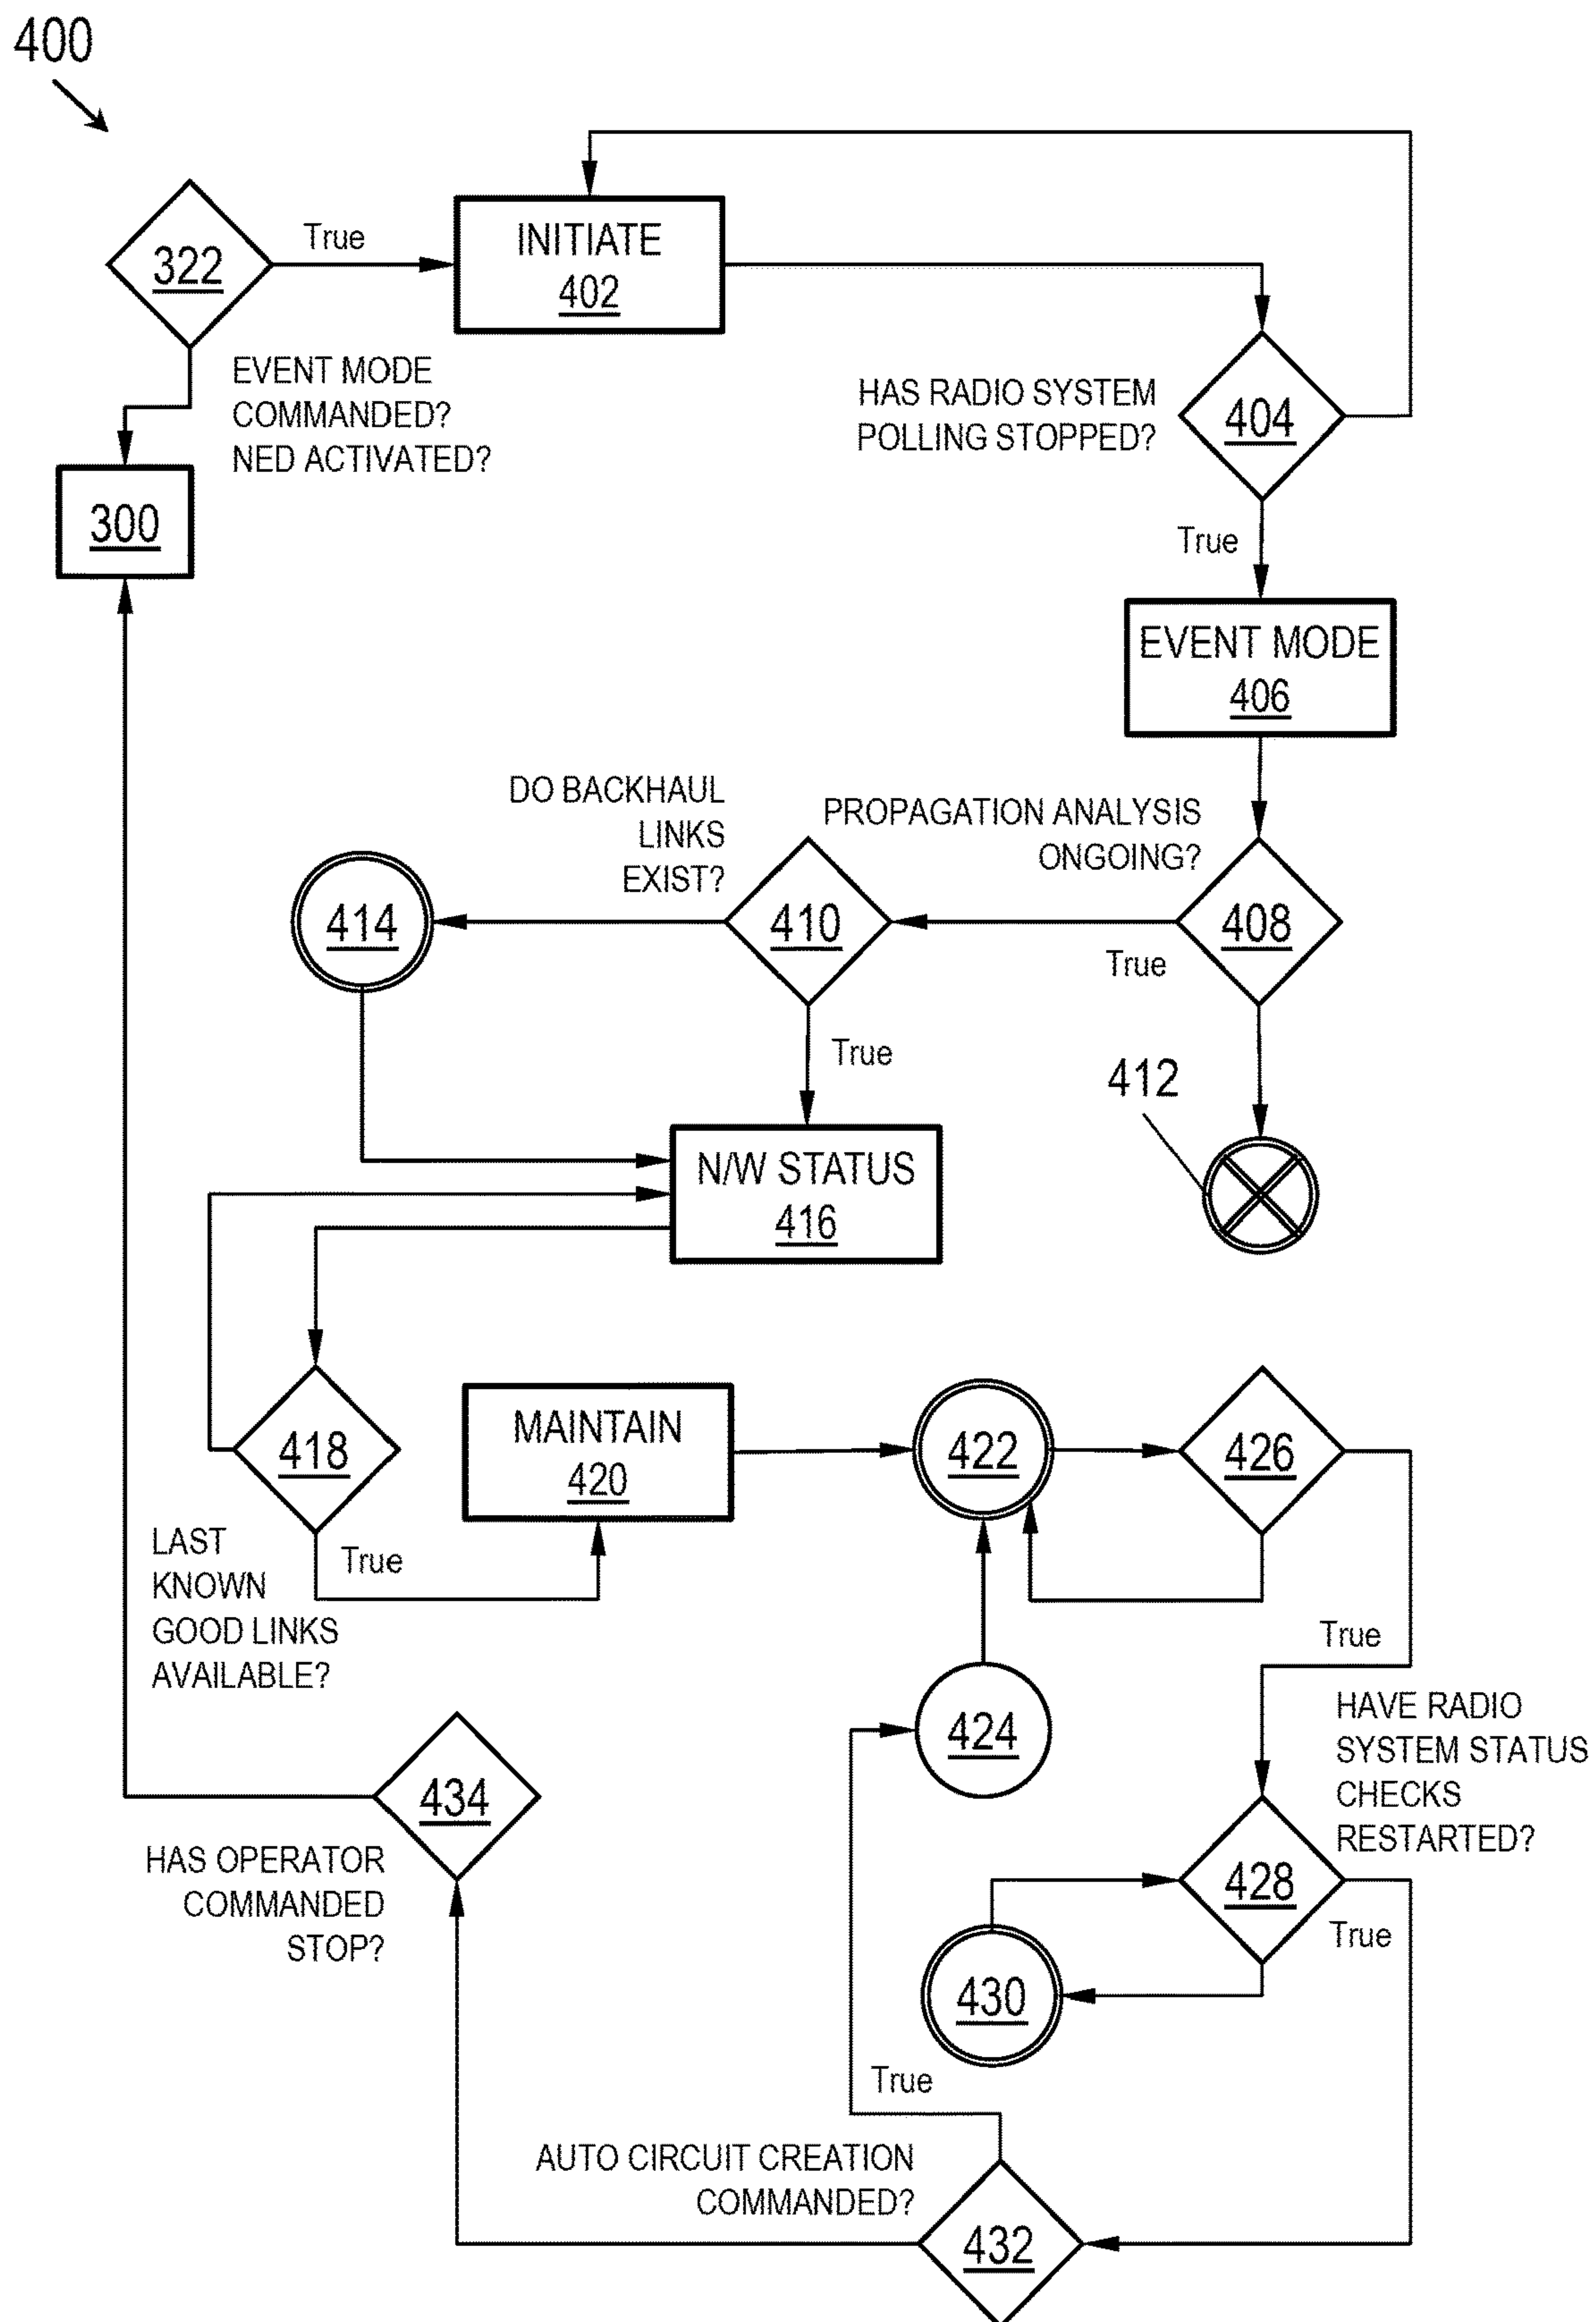 400
322
True
INITIATE
402
EVENT MODE
COMMANDED?
NED ACTIVATED?
HAS RADIO SYSTEM
POLLING STOPPED?
404
300
True
EVENT MODE
406
DO BACKHAUL
LINKS
EXIST?
PROPAGATION ANALYSIS
ONGOING?
414
410
408
True
True
412
N/W STATUS
416
418
MAINTAIN
420
422
426
LAST
KNOWN
GOOD LINKS
AVAILABLE?
True
True
424
HAVE RADIO
SYSTEM STATUS
CHECKS
RESTARTED?
434
HAS OPERATOR
COMMANDED
STOP?
428
True
430
True
AUTO CIRCUIT CREATION
COMMANDED?
432